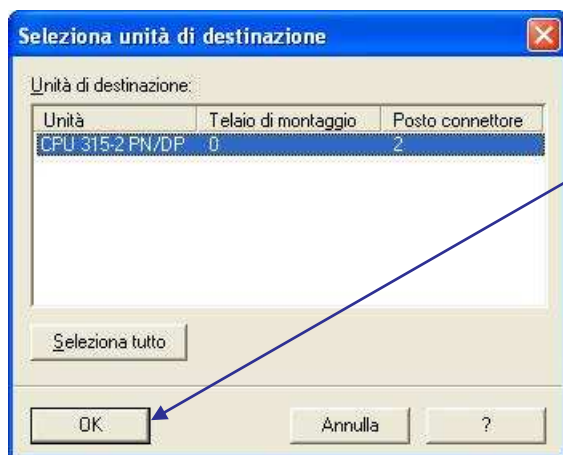 Seleziona unità di destinazione
Unità di destinazione:
Unità Telaio di montaggio Posto connettore
CPU 315-2 PN/DP 0 2
Seleziona tutto
OK Annulla ?